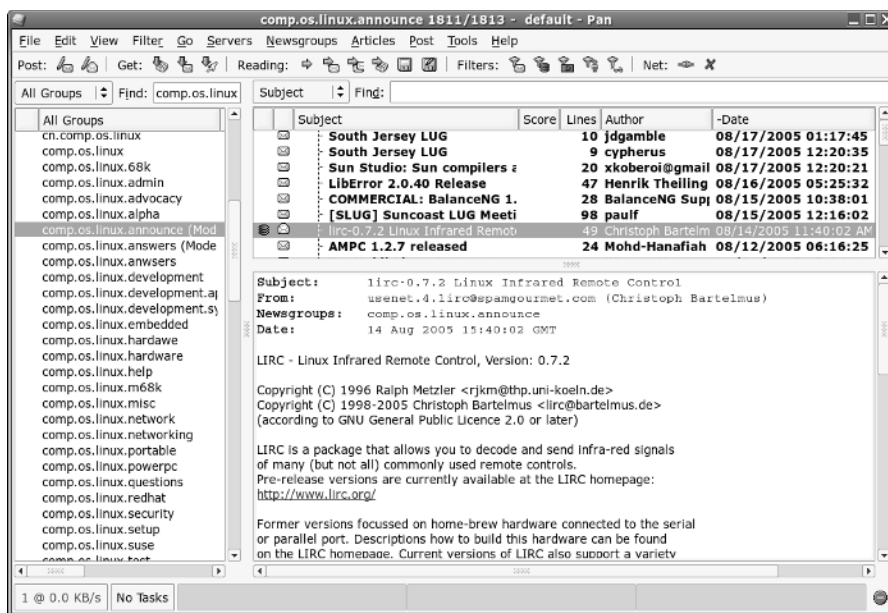 comp.os.linux.announce 1811/1813 - default - Pan
File Edit View Filter Go Servers Newsgroups Articles Post Tools Help
Post: Get: Reading: Filters: Net:
All Groups Find: comp.os.linux
Subject Find:
All Groups
cn.comp.os.linux
comp.os.linux
comp.os.linux.68k
comp.os.linux.admin
comp.os.linux.advocacy
comp.os.linux.alpha
comp.os.linux.announce (Mod
comp.os.linux.answers (Mode
comp.os.linux.anwsers
comp.os.linux.development
comp.os.linux.development.ap
comp.os.linux.development.sy
comp.os.linux.embedded
comp.os.linux.hardawe
comp.os.linux.hardware
comp.os.linux.help
comp.os.linux.m68k
comp.os.linux.misc
comp.os.linux.network
comp.os.linux.networking
comp.os.linux.portable
comp.os.linux.powerpc
comp.os.linux.questions
comp.os.linux.redhat
comp.os.linux.security
comp.os.linux.setup
comp.os.linux.suse
comp.os.linux.test
Subject Score Lines Author -Date
South Jersey LUG 10 jdgamble 08/17/2005 01:17:45
South Jersey LUG 9 cypherus 08/17/2005 12:20:35
Sun Studio: Sun compilers a 20 xkoberoi@gmail 08/17/2005 12:20:21
LibError 2.0.40 Release 47 Henrik Theiling 08/16/2005 05:25:32
COMMERCIAL: BalanceNG 1. 28 BalanceNG Supp 08/15/2005 10:38:01
[SLUG] Suncoast LUG Meeti 98 paulf 08/15/2005 12:16:02
lirc-0.7.2 Linux Infrared Remot 49 Christoph Bartelm 08/14/2005 11:40:02 AM
AMPC 1.2.7 released 24 Mohd-Hanafiah 08/12/2005 06:16:25
Subject: lirc-0.7.2 Linux Infrared Remote Control
From: usenet.4.lirc@spamgourmet.com (Christoph Bartelmus)
Newsgroups: comp.os.linux.announce
Date: 14 Aug 2005 15:40:02 GMT
LIRC - Linux Infrared Remote Control, Version: 0.7.2
Copyright (C) 1996 Ralph Metzler <rjkm@thp.uni-koeln.de>
Copyright (C) 1998-2005 Christoph Bartelmus <lirc@bartelmus.de>
(according to GNU General Public Licence 2.0 or later)
LIRC is a package that allows you to decode and send infra-red signals
of many (but not all) commonly used remote controls.
Pre-release versions are currently available at the LIRC homepage:
http://www.lirc.org/
Former versions focussed on home-brew hardware connected to the serial
or parallel port. Descriptions how to build this hardware can be found
on the LIRC homepage. Current versions of LIRC also support a variety
1 @ 0.0 KB/s No Tasks